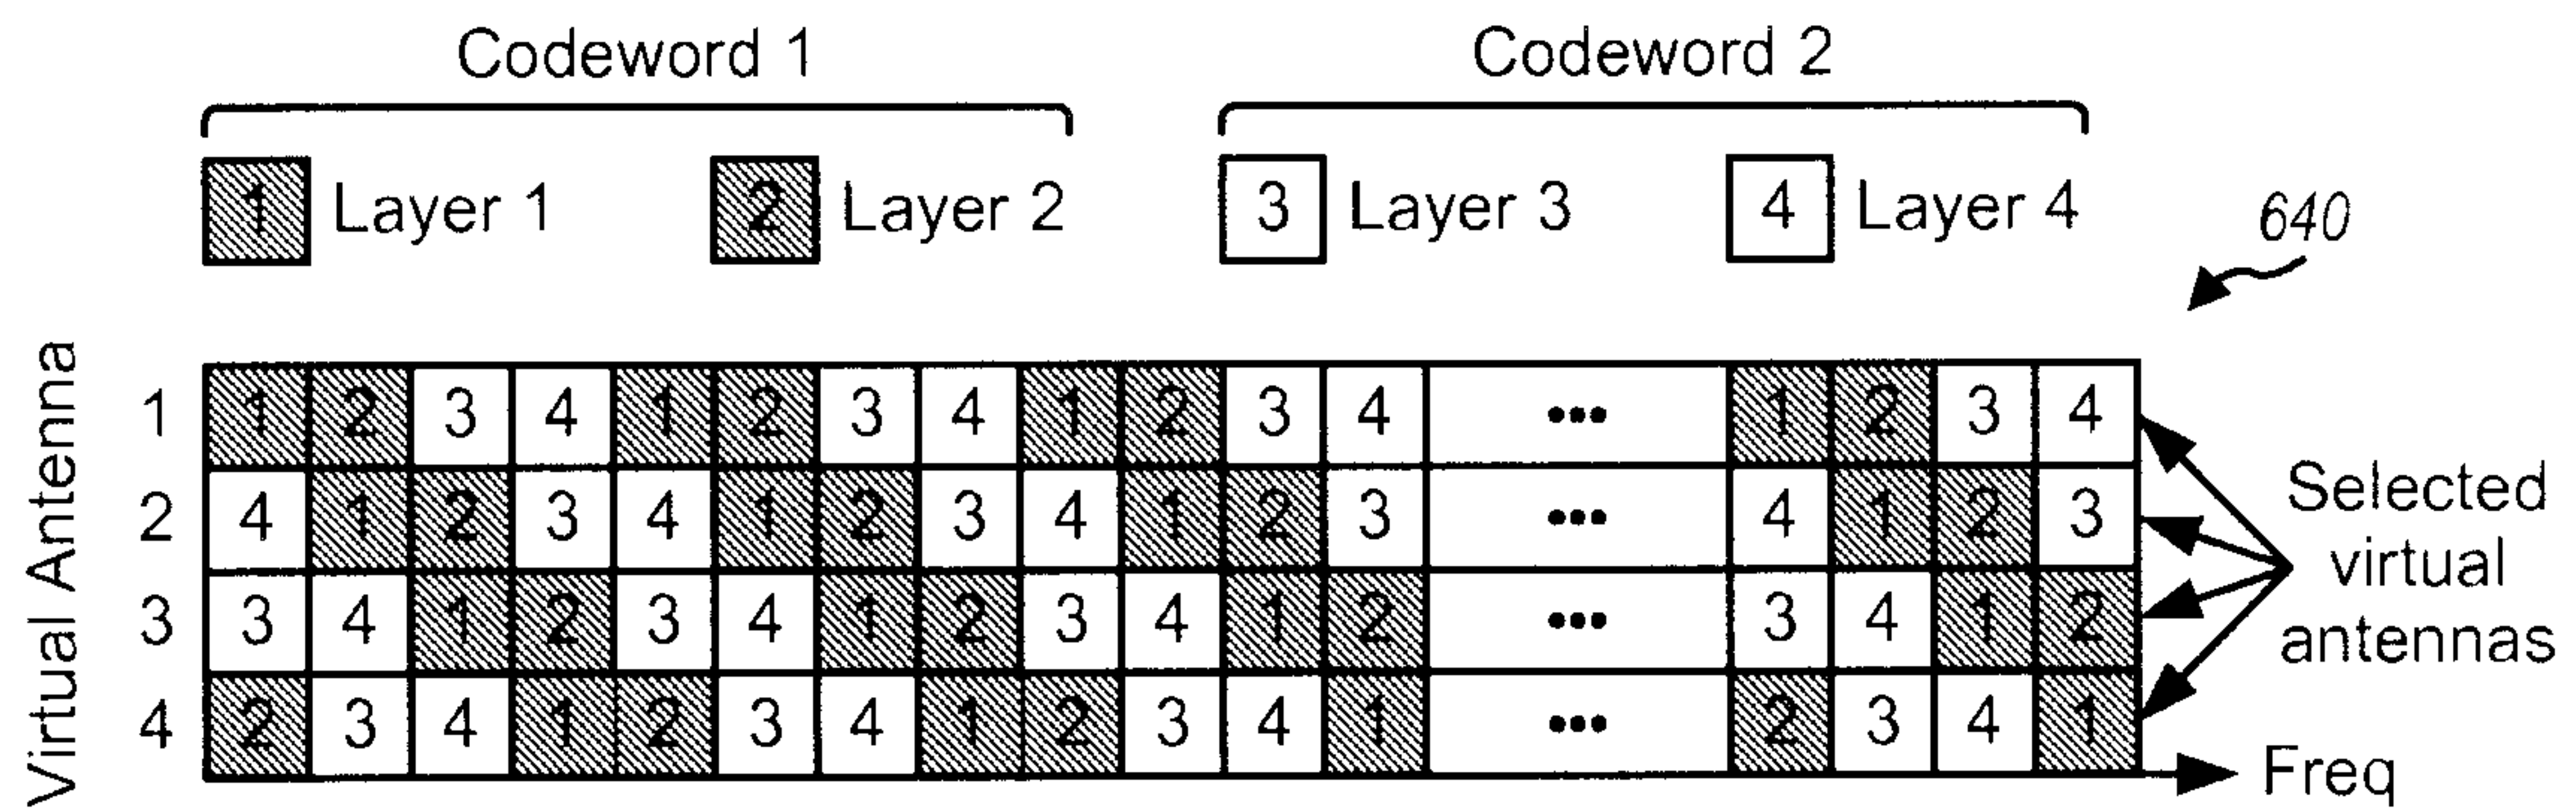 Codeword 1 Codeword 2
1 Layer 1 2 Layer 2 3 Layer 3 4 Layer 4
640
Virtual Antenna
1 1 2 3 4 1 2 3 4 1 2 3 4 ••• 1 2 3 4
2 4 1 2 3 4 1 2 3 4 1 2 3 ••• 4 1 2 3
3 3 4 1 2 3 4 1 2 3 4 1 2 ••• 3 4 1 2
4 2 3 4 1 2 3 4 1 2 3 4 1 ••• 2 3 4 1
Selected
virtual
antennas
Freq